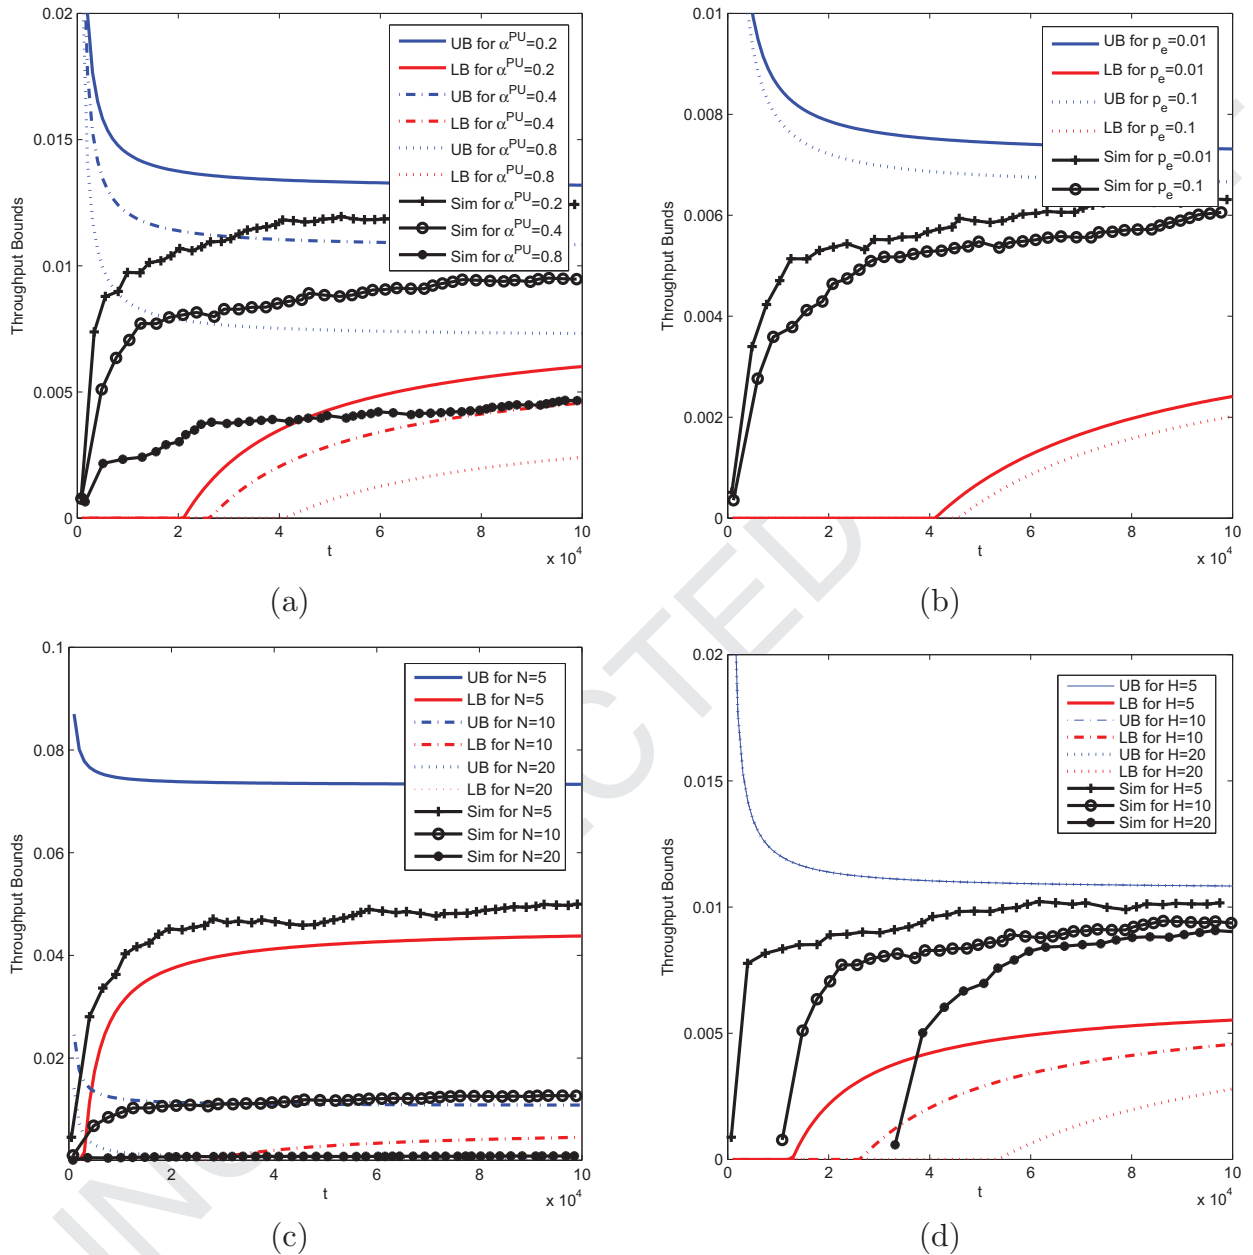 0.02
0.015
0.01
0.005
0
Throughput Bounds
0 2 4 6 8 10
t
x 10^4
UB for α^PU=0.2
LB for α^PU=0.2
UB for α^PU=0.4
LB for α^PU=0.4
UB for α^PU=0.8
LB for α^PU=0.8
Sim for α^PU=0.2
Sim for α^PU=0.4
Sim for α^PU=0.8
(a)
0.01
0.008
0.006
0.004
0.002
0
Throughput Bunds
0 2 4 6 8 10
t
x 10^4
UB for p_e=0.01
LB for p_e=0.01
UB for p_e=0.1
LB for p_e=0.1
Sim for p_e=0.01
Sim for p_e=0.1
(b)
0.1
0.08
0.06
0.04
0.02
Throughput Bounds
0 2 4 6 8 10
t
x 10^4
UB for N=5
LB for N=5
UB for N=10
LB for N=10
UB for N=20
LB for N=20
Sim for N=5
Sim for N=10
Sim for N=20
(c)
0.02
0.015
0.01
0.005
0
Throughput Bounds
0 2 4 6 8 10
t
x 10^4
UB for H=5
LB for H=5
UB for H=10
LB for H=10
UB for H=20
LB for H=20
Sim for H=5
Sim for H=10
Sim for H=20
(d)